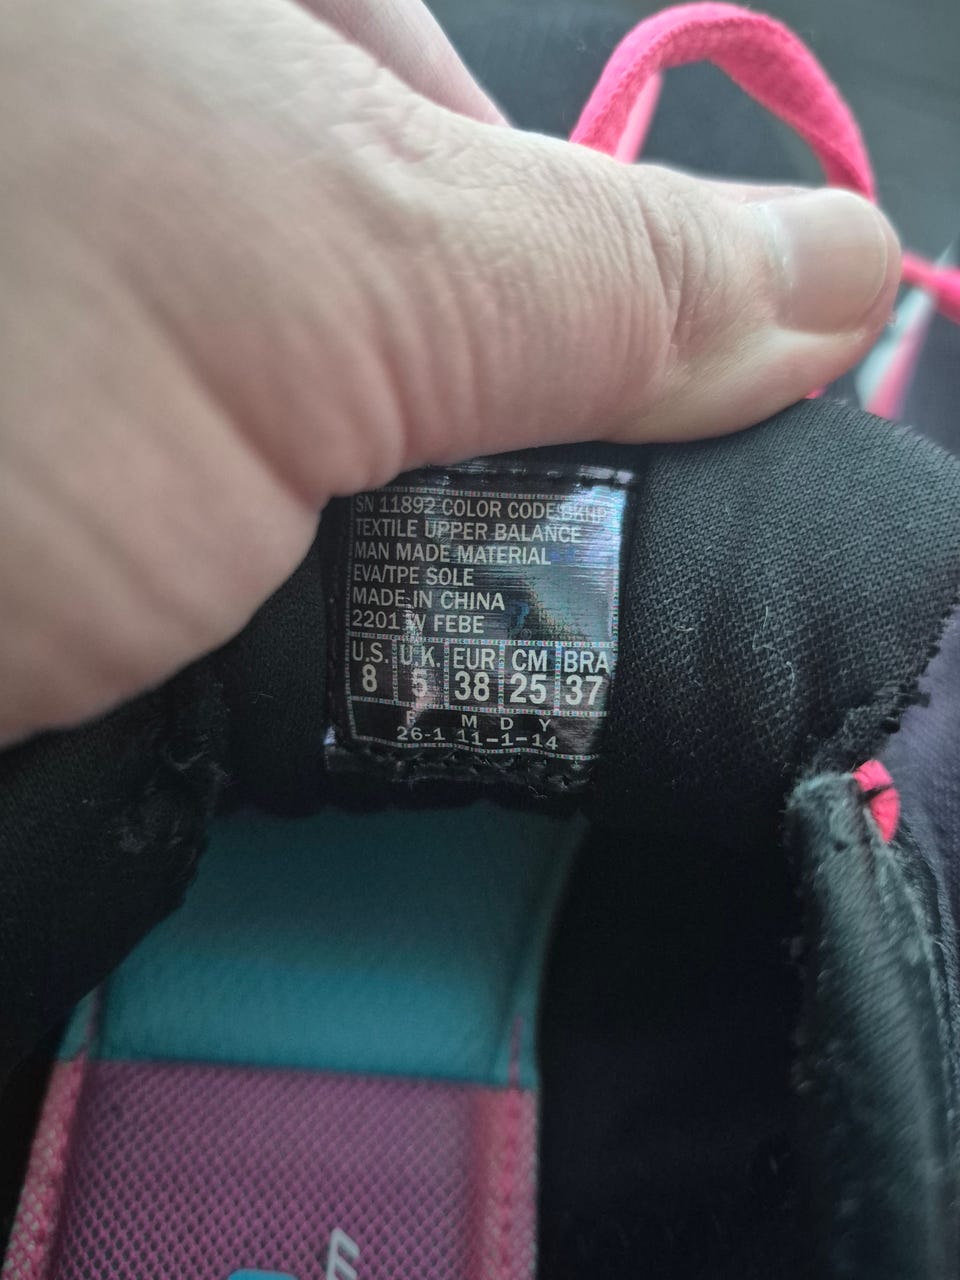 SN 11892 COLOR CODES
TEXTILE UPPER BALANCE
MAN MADE MATERIAL
EVA/TPE SOLE
MADE IN CHINA
2201 W FEBE
U.S. U.K. EUR CM BRA
8 5 38 25 37
M D Y
26-1 11-1-14